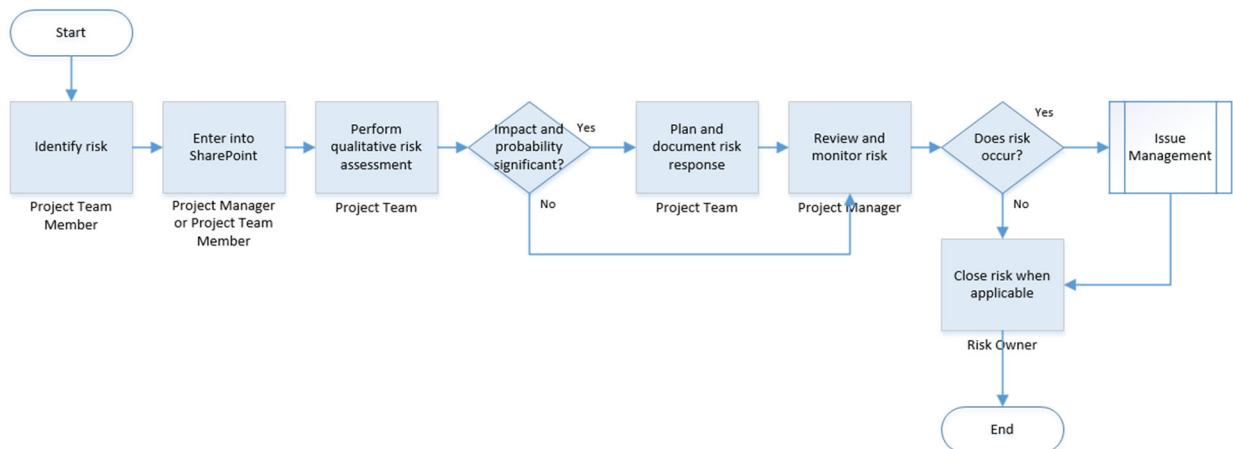 Start
Identify risk
Project Team
Member
Enter into
SharePoint
Project Manager
or Project Team
Member
Perform
qualitative risk
assessment
Project Team
Impact and
probability
significant?
Yes
No
Plan and
document risk
response
Project Team
Review and
monitor risk
Project Manager
Does risk
occur?
Yes
No
Issue
Management
Close risk when
applicable
Risk Owner
End